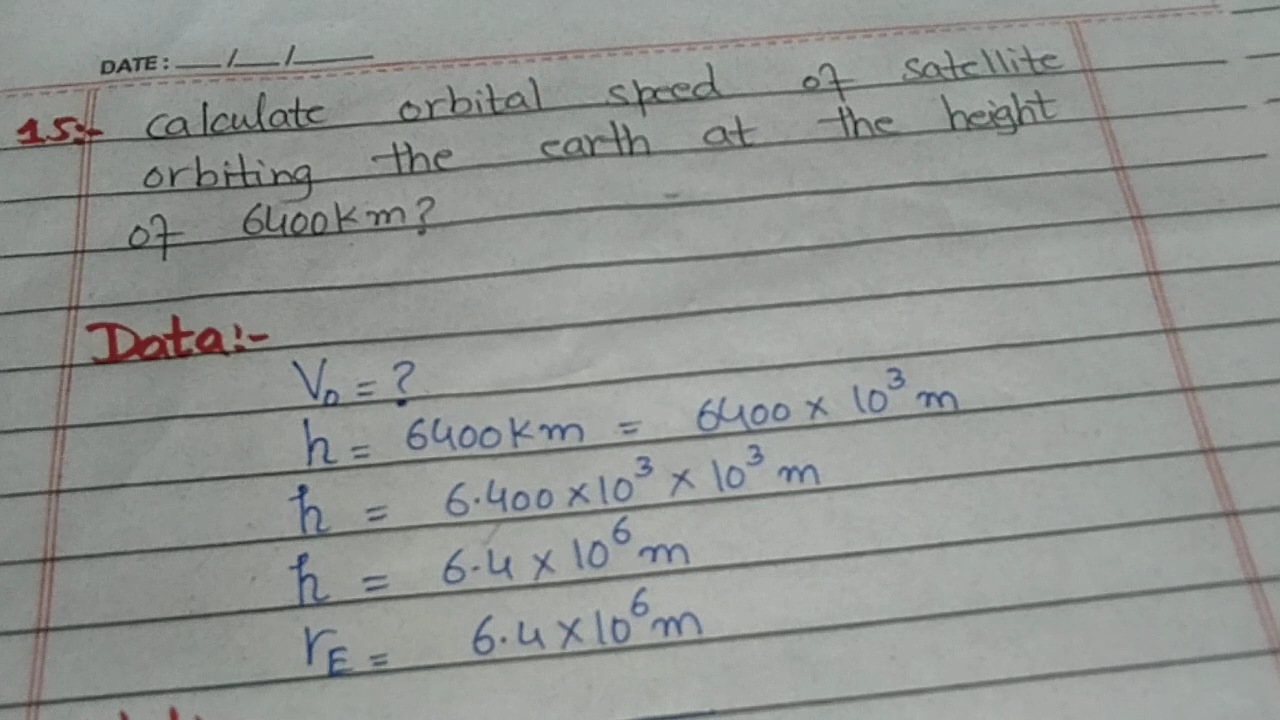 DATE: __/__/____
15:- calculate orbital speed of satellite
orbiting the earth at the height
of 6400km?
Data:-
V₀ = ?
h = 6400km = 6400 × 10³ m
h = 6.400 × 10³ × 10³ m
h = 6.4 × 10⁶ m
rE = 6.4 × 10⁶ m